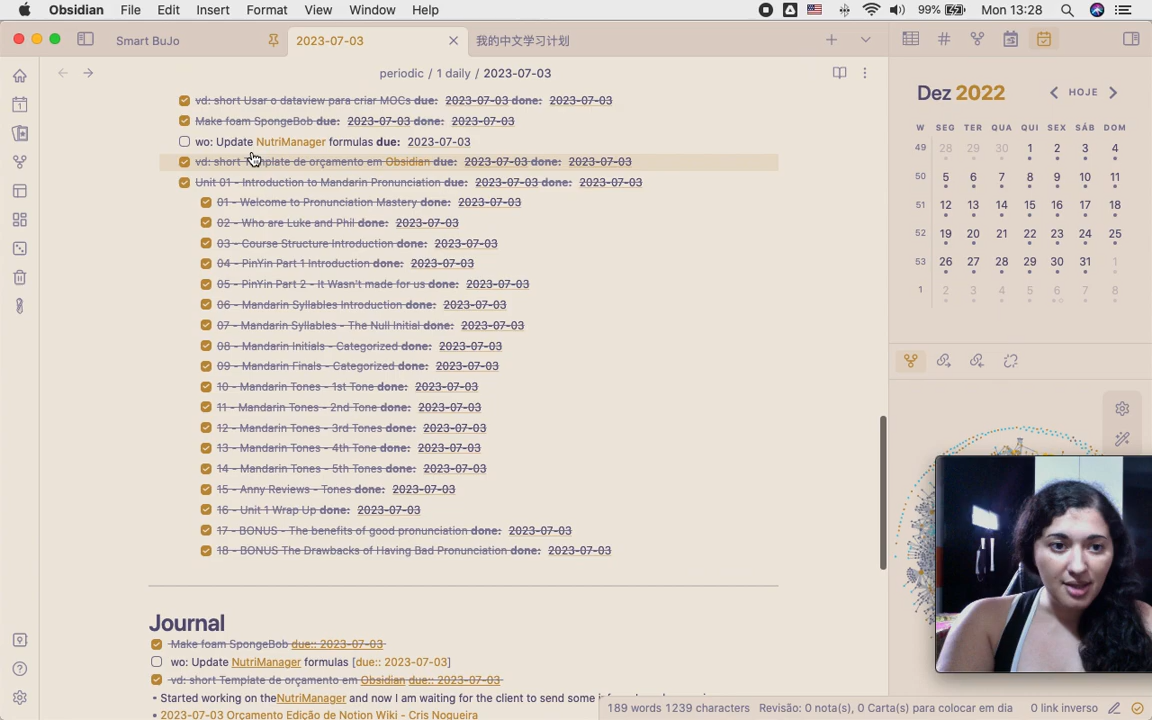 Obsidian File Edit Insert Format View Window Help 99% Mon 13:28
Smart BuJo 2023-07-03 我的中文学习计划
periodic / 1 daily / 2023-07-03
vd: short Usar o dataview para criar MOCs due: 2023-07-03 done: 2023-07-03
Make foam SpongeBob due: 2023-07-03 done: 2023-07-03
wo: Update NutriManager formulas due: 2023-07-03
vd: short Template de orçamento em Obsidian due: 2023-07-03 done: 2023-07-03
Unit 01 - Introduction to Mandarin Pronunciation due: 2023-07-03 done: 2023-07-03
01 - Welcome to Pronunciation Mastery done: 2023-07-03
02 - Who are Luke and Phil done: 2023-07-03
03 - Course Structure Introduction done: 2023-07-03
04 - PinYin Part 1 Introduction done: 2023-07-03
05 - PinYin Part 2 - It Wasn't made for us done: 2023-07-03
06 - Mandarin Syllables Introduction done: 2023-07-03
07 - Mandarin Syllables - The Null Initial done: 2023-07-03
08 - Mandarin Initials - Categorized done: 2023-07-03
09 - Mandarin Finals - Categorized done: 2023-07-03
10 - Mandarin Tones - 1st Tone done: 2023-07-03
11 - Mandarin Tones - 2nd Tone done: 2023-07-03
12 - Mandarin Tones - 3rd Tones done: 2023-07-03
13 - Mandarin Tones - 4th Tone done: 2023-07-03
14 - Mandarin Tones - 5th Tones done: 2023-07-03
15 - Anny Reviews - Tones done: 2023-07-03
16 - Unit 1 Wrap Up done: 2023-07-03
17 - BONUS - The benefits of good pronunciation done: 2023-07-03
18 - BONUS The Drawbacks of Having Bad Pronunciation done: 2023-07-03
Journal
Make foam SpongeBob due:: 2023-07-03
wo: Update NutriManager formulas [due:: 2023-07-03]
vd: short Template de orçamento em Obsidian due:: 2023-07-03
Started working on the NutriManager and now I am waiting for the client to send some
2023-07-03 Orçamento Edição de Notion Wiki - Cris Nogueira
189 words 1239 characters Revisão: 0 nota(s), 0 Carta(s) para colocar em dia 0 link inverso
Dez 2022 HOJE
W SEG TER QUA QUI SEX SÁB DOM
49 28 29 30 1 2 3 4
50 5 6 7 8 9 10 11
51 12 13 14 15 16 17 18
52 19 20 21 22 23 24 25
53 26 27 28 29 30 31 1
1 2 3 4 5 6 7 8